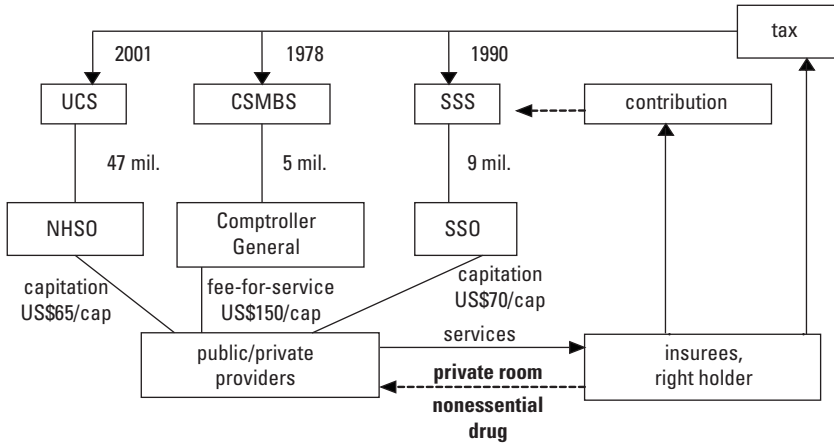 tax
2001
1978
1990
UCS
CSMBS
SSS
contribution
47 mil.
5 mil.
9 mil.
NHSO
Comptroller
General
SSO
capitation
US$65/cap
fee-for-service
US$150/cap
capitation
US$70/cap
public/private
providers
services
private room
nonessential
drug
insurees,
right holder